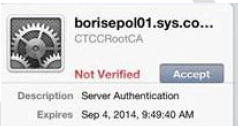 borisepol01.sys.co...
CTCCRootCA
Not Verified Accept
Description Server Authentication
Expires Sep 4, 2014, 9:49:40 AM